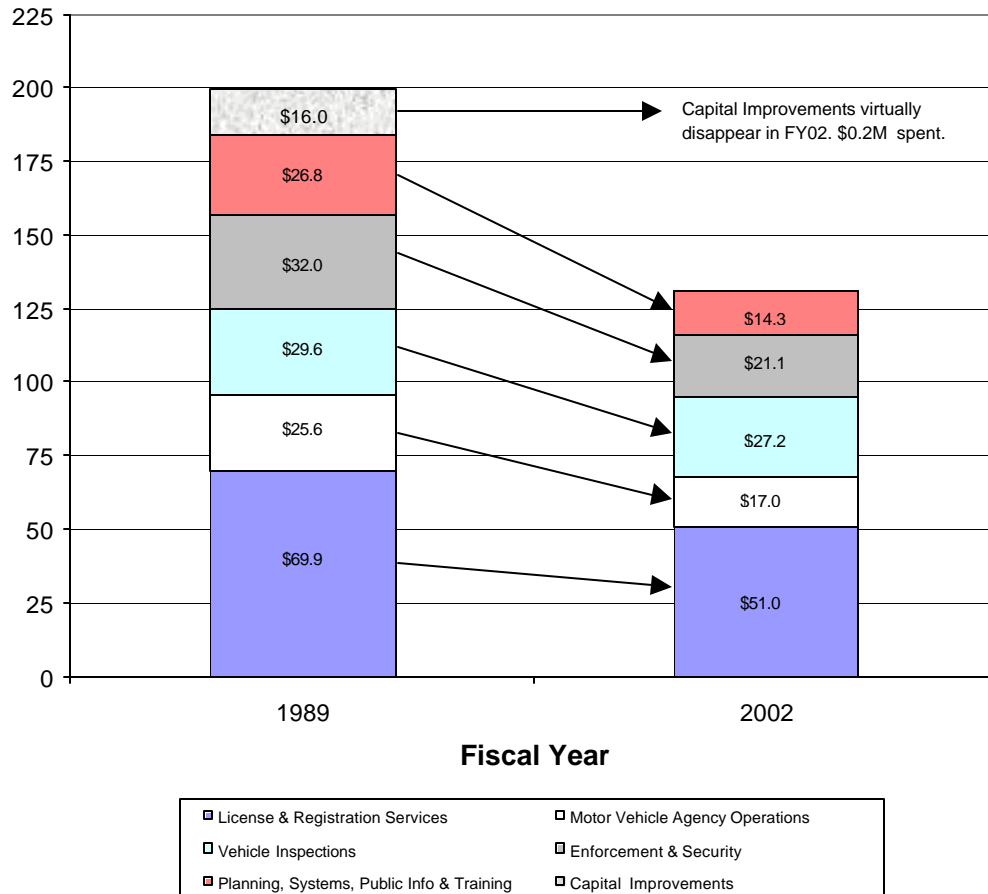 225
200
175
150
125
100
75
50
25
0
$16.0
$26.8
$32.0
$29.6
$25.6
$69.9
Capital Improvements virtually
disappear in FY02. $0.2M spent.
$14.3
$21.1
$27.2
$17.0
$51.0
1989
2002
Fiscal Year
License & Registration Services
Motor Vehicle Agency Operations
Vehicle Inspections
Enforcement & Security
Planning, Systems, Public Info & Training
Capital Improvements